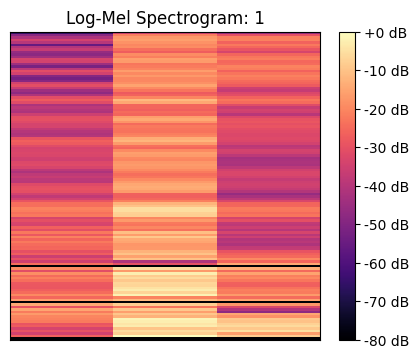 Log-Mel Spectrogram: 1
+0 dB
-10 dB
-20 dB
-30 dB
-40 dB
-50 dB
-60 dB
-70 dB
-80 dB